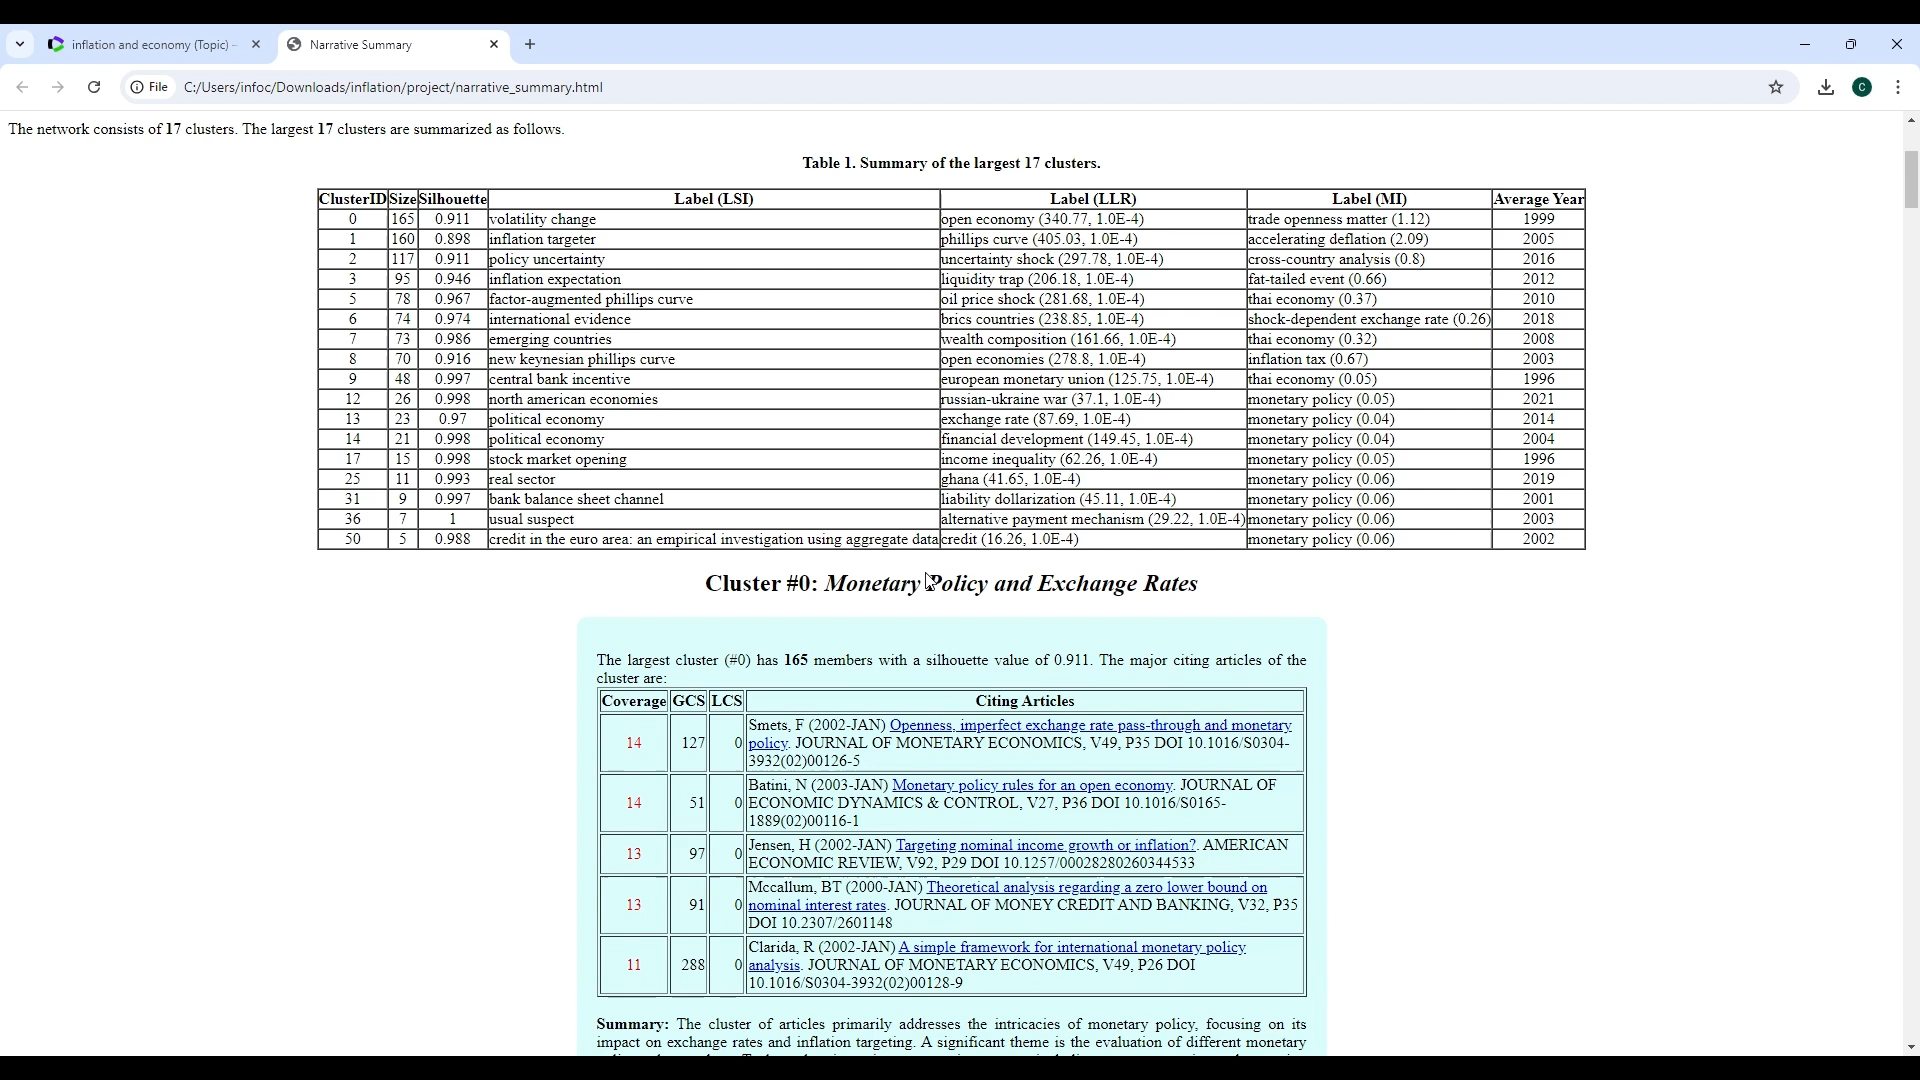 inflation and economy (Topic) -
Narrative Summary
File
C:/Users/infoc/Downloads/inflation/project/narrative_summary.html
C
The network consists of 17 clusters. The largest 17 clusters are summarized as follows.
Table 1. Summary of the largest 17 clusters.
ClusterID Size Silhouette Label (LSI) Label (LLR) Label (MI) Average Year
0 165 0.911 volatility change open economy (340.77, 1.0E-4) trade openness matter (1.12) 1999
1 160 0.898 inflation targeter phillips curve (405.03, 1.0E-4) accelerating deflation (2.09) 2005
2 117 0.911 policy uncertainty uncertainty shock (297.78, 1.0E-4) cross-country analysis (0.8) 2016
3 95 0.946 inflation expectation liquidity trap (206.18, 1.0E-4) fat-tailed event (0.66) 2012
5 78 0.967 factor-augmented phillips curve oil price shock (281.68, 1.0E-4) thai economy (0.37) 2010
6 74 0.974 international evidence brics countries (238.85, 1.0E-4) shock-dependent exchange rate (0.26) 2018
7 73 0.986 emerging countries wealth composition (161.66, 1.0E-4) thai economy (0.32) 2008
8 70 0.916 new keynesian phillips curve open economies (278.8, 1.0E-4) inflation tax (0.67) 2003
9 48 0.997 central bank incentive european monetary union (125.75, 1.0E-4) thai economy (0.05) 1996
12 26 0.998 north american economies russian-ukraine war (37.1, 1.0E-4) monetary policy (0.05) 2021
13 23 0.97 political economy exchange rate (87.69, 1.0E-4) monetary policy (0.04) 2014
14 21 0.998 political economy financial development (149.45, 1.0E-4) monetary policy (0.04) 2004
17 15 0.998 stock market opening income inequality (62.26, 1.0E-4) monetary policy (0.05) 1996
25 11 0.993 real sector ghana (41.65, 1.0E-4) monetary policy (0.06) 2019
31 9 0.997 bank balance sheet channel liability dollarization (45.11, 1.0E-4) monetary policy (0.06) 2001
36 7 1 usual suspect alternative payment mechanism (29.22, 1.0E-4) monetary policy (0.06) 2003
50 5 0.988 credit in the euro area: an empirical investigation using aggregate data credit (16.26, 1.0E-4) monetary policy (0.06) 2002
Cluster #0: Monetary Policy and Exchange Rates
The largest cluster (#0) has 165 members with a silhouette value of 0.911. The major citing articles of the
cluster are:
Coverage GCS LCS Citing Articles
Smets, F (2002-JAN) Openness, imperfect exchange rate pass-through and monetary
14 127 0 policy. JOURNAL OF MONETARY ECONOMICS, V49, P35 DOI 10.1016/S0304-
3932(02)00126-5
Batini, N (2003-JAN) Monetary policy rules for an open economy. JOURNAL OF
14 51 0 ECONOMIC DYNAMICS & CONTROL, V27, P36 DOI 10.1016/S0165-
1889(02)00116-1
13 97 0 Jensen, H (2002-JAN) Targeting nominal income growth or inflation?. AMERICAN
ECONOMIC REVIEW, V92, P29 DOI 10.1257/00028280260344533
Mccallum, BT (2000-JAN) Theoretical analysis regarding a zero lower bound on
13 91 0 nominal interest rates. JOURNAL OF MONEY CREDIT AND BANKING, V32, P35
DOI 10.2307/2601148
Clarida, R (2002-JAN) A simple framework for international monetary policy
11 288 0 analysis. JOURNAL OF MONETARY ECONOMICS, V49, P26 DOI
10.1016/S0304-3932(02)00128-9
Summary: The cluster of articles primarily addresses the intricacies of monetary policy, focusing on its
impact on exchange rates and inflation targeting. A significant theme is the evaluation of different monetary